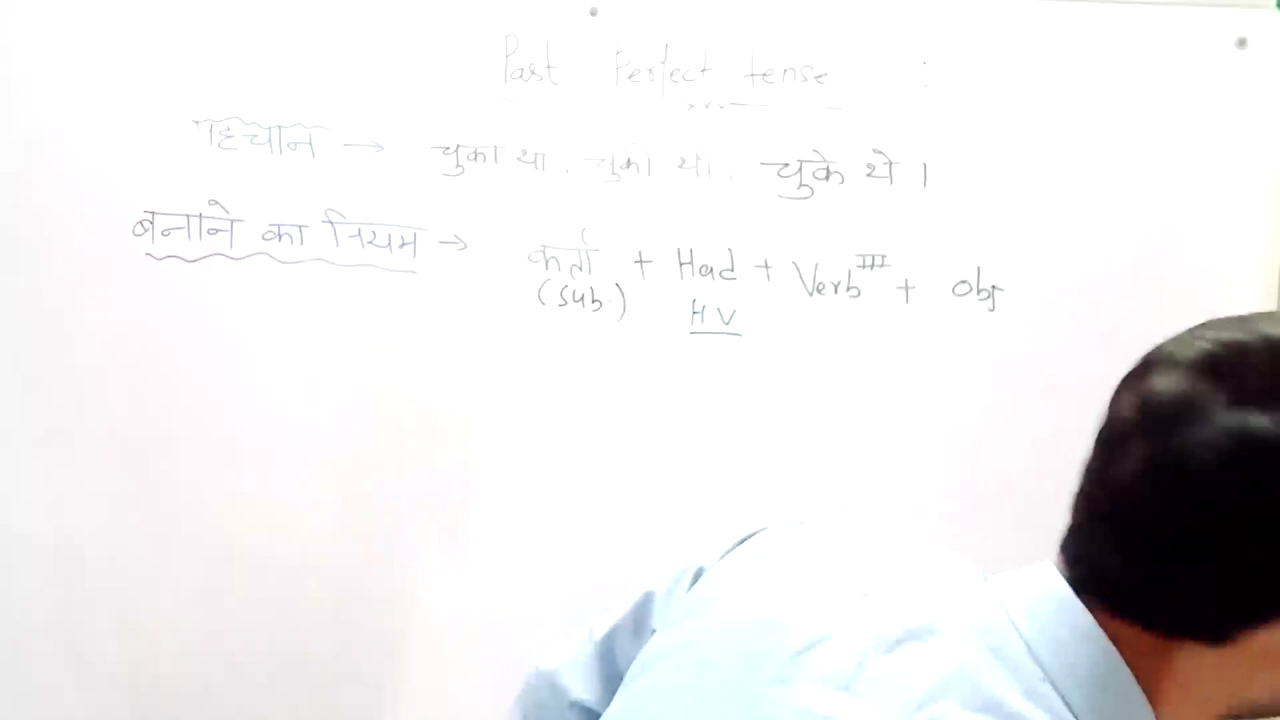 Past Perfect tense :
पहचान → चुका था, चुकी थी, चुके थे।
बनाने का नियम → कर्ता + Had + Verb III + Obj
(Sub.) HV